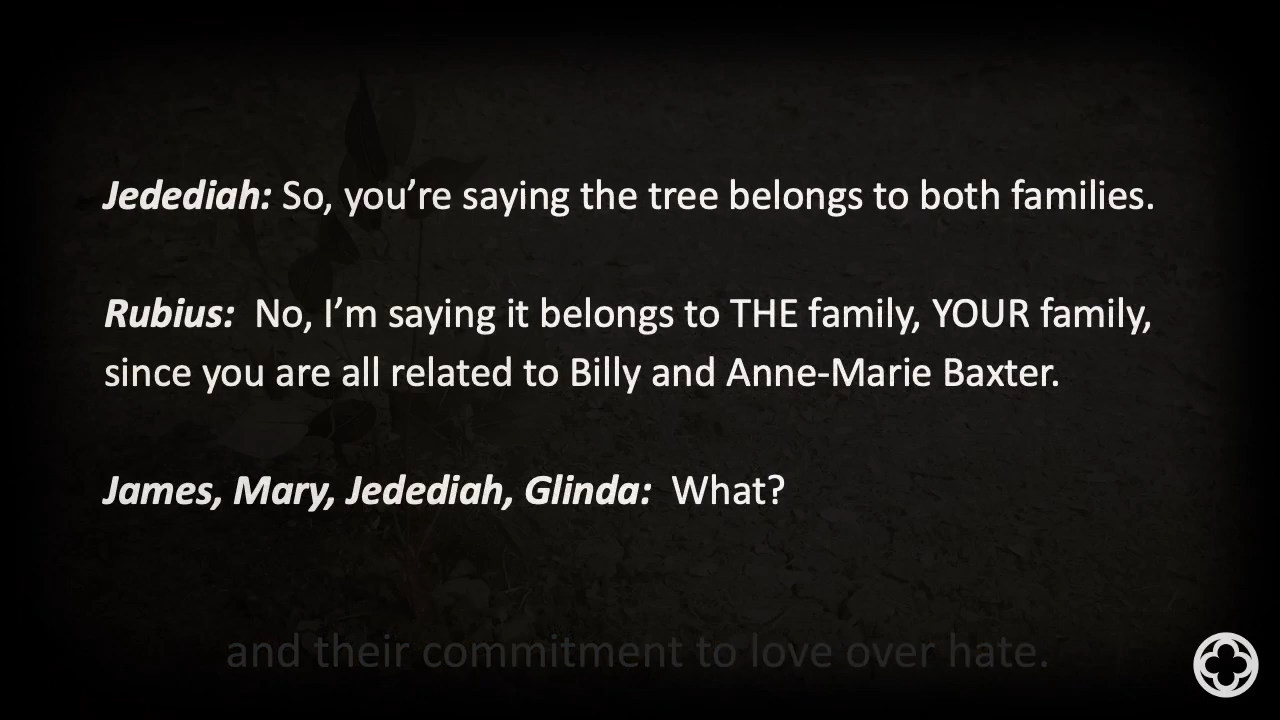 Jedediah: So, you’re saying the tree belongs to both families.
Rubius:  No, I’m saying it belongs to THE family, YOUR family,
since you are all related to Billy and Anne-Marie Baxter.
James, Mary, Jedediah, Glinda:  What?
and their commitment to love over hate.